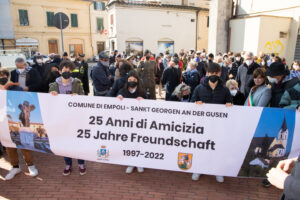 COMUNE DI EMPOLI - SANKT GEORGEN AN DER GUSEN
25 Anni di Amicizia
25 Jahre Freundschaft
1997-2022